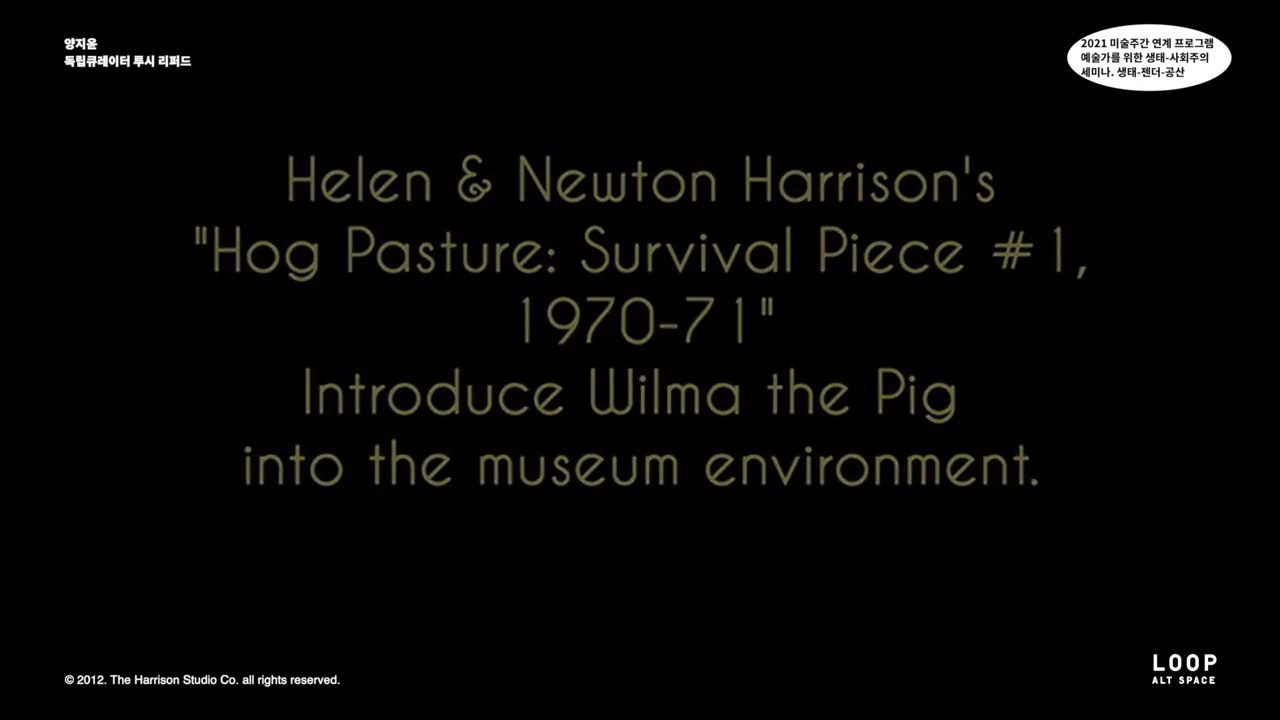 양지윤
독립큐레이터 루시 리퍼드
2021 미술주간 연계 프로그램
예술가를 위한 생태-사회주의
세미나. 생태-젠더-공산
Helen & Newton Harrison's
"Hog Pasture: Survival Piece #1,
1970-71"
Introduce Wilma the Pig
into the museum environment.
© 2012. The Harrison Studio Co. all rights reserved.
LOOP
ALT SPACE